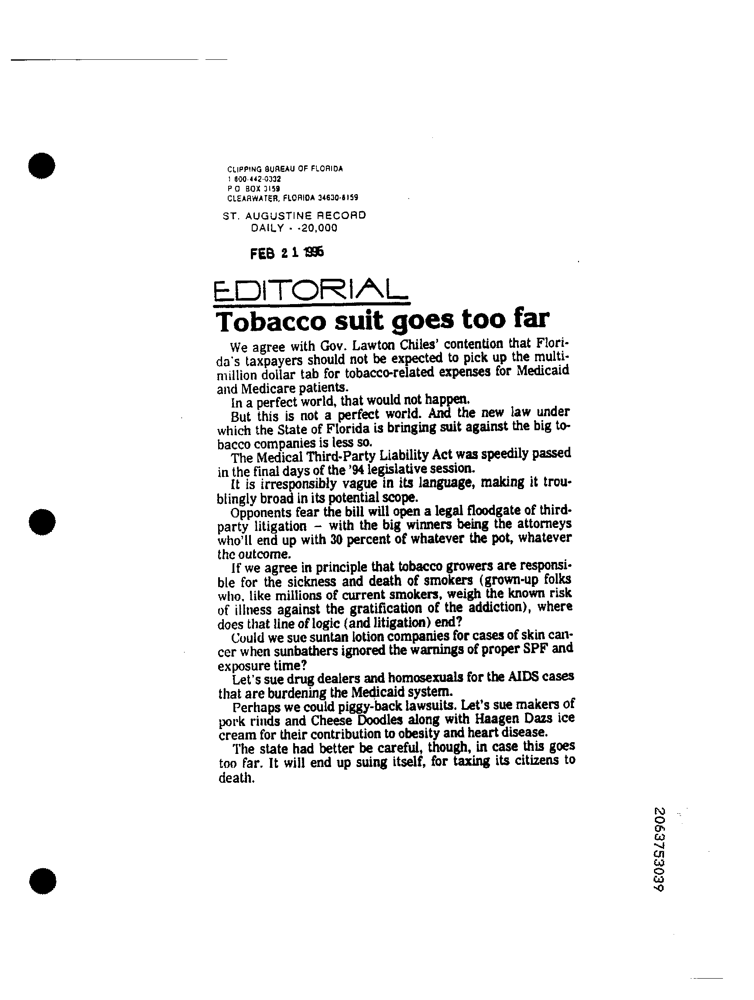 CLIPPING BUREAU OF FLORIDA
1 800-442-0332
P O BOX 3159
CLEARWATER, FLORIDA 34630-8159
ST. AUGUSTINE RECORD
DAILY - -20,000
FEB 21 1995
EDITORIAL
Tobacco suit goes too far
We agree with Gov. Lawton Chiles' contention that Flori-
da's taxpayers should not be expected to pick up the multi-
million dollar tab for tobacco-related expenses for Medicaid
and Medicare patients.
In a perfect world, that would not happen.
But this is not a perfect world. And the new law under
which the State of Florida is bringing suit against the big to-
bacco companies is less so.
The Medical Third-Party Liability Act was speedily passed
in the final days of the '94 legislative session.
It is irresponsibly vague in its language, making it trou-
blingly broad in its potential scope.
Opponents fear the bill will open a legal floodgate of third-
party litigation – with the big winners being the attorneys
who'll end up with 30 percent of whatever the pot, whatever
the outcome.
If we agree in principle that tobacco growers are responsi-
ble for the sickness and death of smokers (grown-up folks
who, like millions of current smokers, weigh the known risk
of illness against the gratification of the addiction), where
does that line of logic (and litigation) end?
Could we sue suntan lotion companies for cases of skin can-
cer when sunbathers ignored the warnings of proper SPF and
exposure time?
Let's sue drug dealers and homosexuals for the AIDS cases
that are burdening the Medicaid system.
Perhaps we could piggy-back lawsuits. Let's sue makers of
pork rinds and Cheese Doodles along with Haagen Dazs ice
cream for their contribution to obesity and heart disease.
The state had better be careful, though, in case this goes
too far. It will end up suing itself, for taxing its citizens to
death.
2063753039